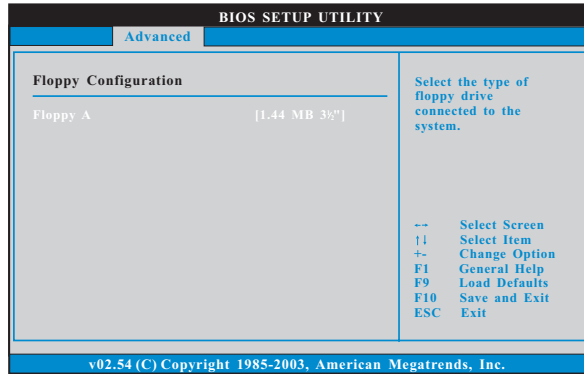 BIOS SETUP UTILITY
Advanced
Floppy Configuration
Floppy A [1.44 MB 3½"]
Select the type of
floppy drive
connected to the
system.
←→ Select Screen
↑↓ Select Item
+- Change Option
F1 General Help
F9 Load Defaults
F10 Save and Exit
ESC Exit
v02.54 (C) Copyright 1985-2003, American Megatrends, Inc.